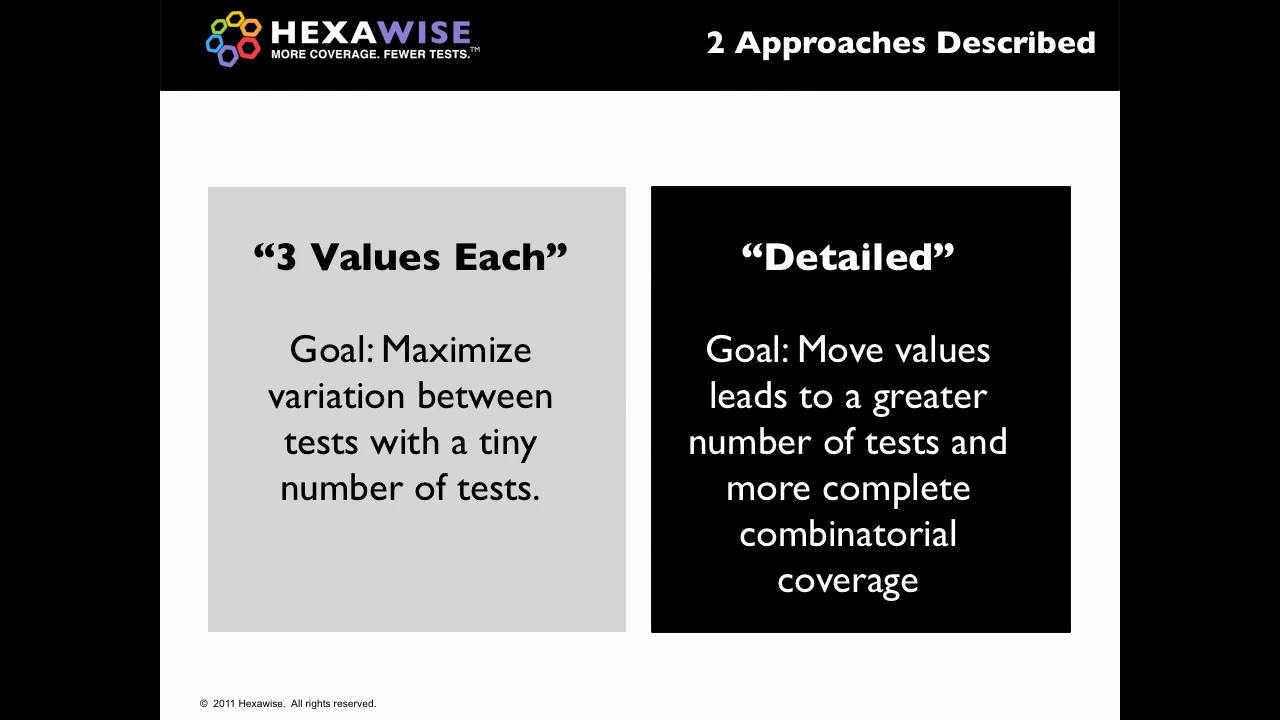 HEXAWISE
MORE COVERAGE. FEWER TESTS.™
2 Approaches Described
“3 Values Each”
Goal: Maximize
variation between
tests with a tiny
number of tests.
“Detailed”
Goal: Move values
leads to a greater
number of tests and
more complete
combinatorial
coverage
© 2011 Hexawise. All rights reserved.